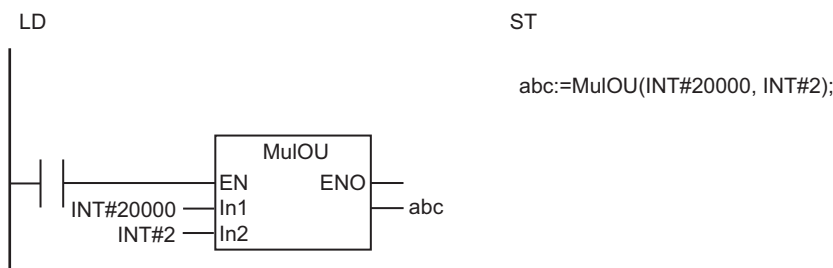 LD
ST
abc:=MulOU(INT#20000, INT#2);
MulOU
EN ENO
INT#20000 In1 abc
INT#2 In2